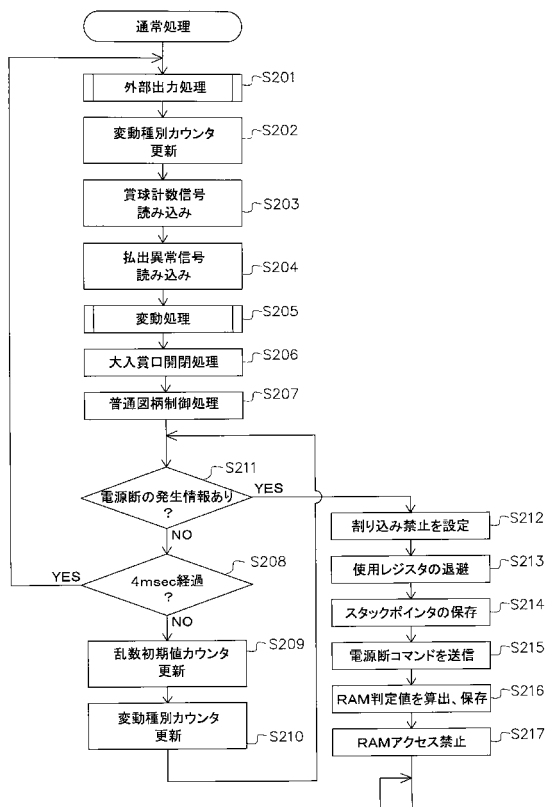 通常処理
外部出力処理
S201
変動種別カウンタ
更新
S202
賞球計数信号
読み込み
S203
払出異常信号
読み込み
S204
変動処理
S205
大入賞口開閉処理
S206
普通図柄制御処理
S207
電源断の発生情報あり
?
S211
YES
NO
4msec経過
?
S208
YES
NO
乱数初期値カウンタ
更新
S209
変動種別カウンタ
更新
S210
割り込み禁止を設定
S212
使用レジスタの退避
S213
スタックポインタの保存
S214
電源断コマンドを送信
S215
RAM判定値を算出、保存
S216
RAMアクセス禁止
S217